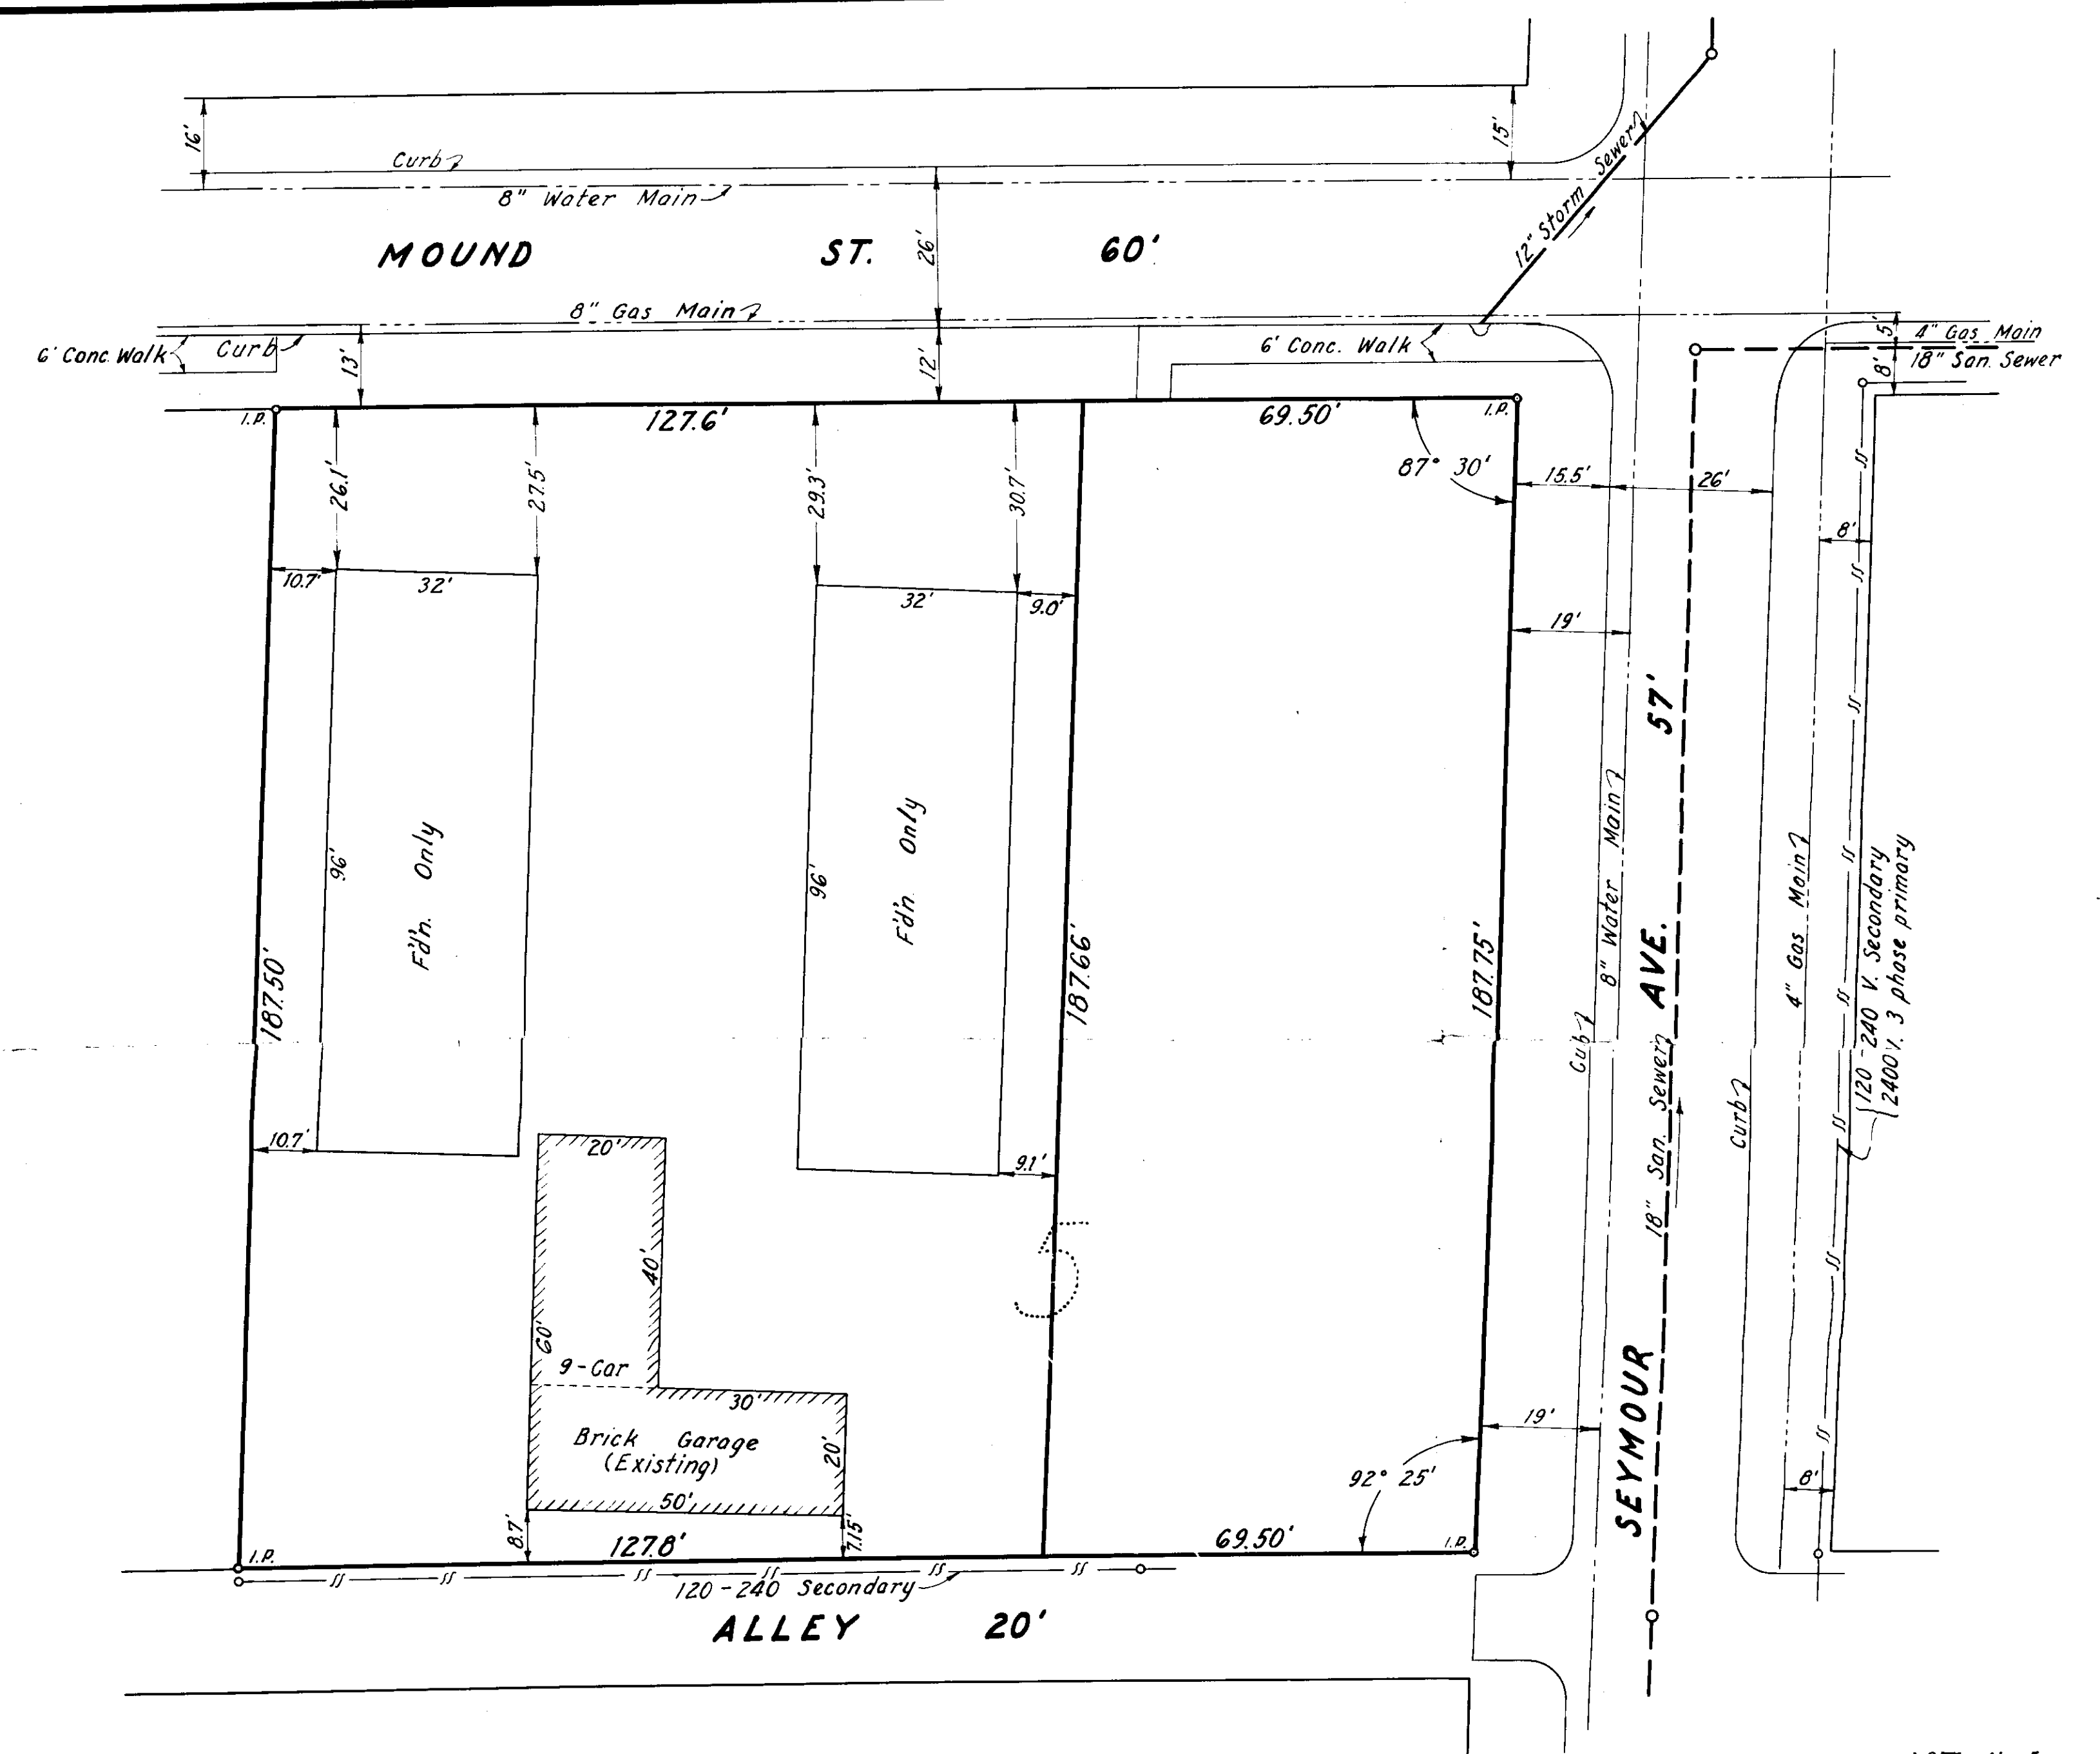 16'
Curb
15'
8" Water Main
12" Storm Sewer
MOUND ST. 60'
26'
8" Gas Main
6' Conc. Walk
Curb
13'
12'
6' Conc. Walk
5'
4" Gas Main
8'
18" San. Sewer
I.P.
127.6'
69.50'
I.P.
26.1'
27.5'
29.3'
30.7'
87° 30'
15.5'
26'
8'
10.7'
32'
32'
9.0'
19'
57'
96'
F'd'n. Only
96'
F'd'n. Only
187.50'
187.66'
187.75'
8" Water Main
AVE.
4" Gas Main
120-240 V. Secondary
2400 V. 3 phase primary
Cub
18" San. Sewer
Curb
10.7'
20'
9.1'
5
40'
60'
9-Car
30'
Brick Garage
(Existing)
20'
50'
19'
SEYMOUR
92° 25'
8'
8.7'
7.15'
I.P.
127.8'
69.50'
I.P.
120-240 Secondary
ALLEY 20'